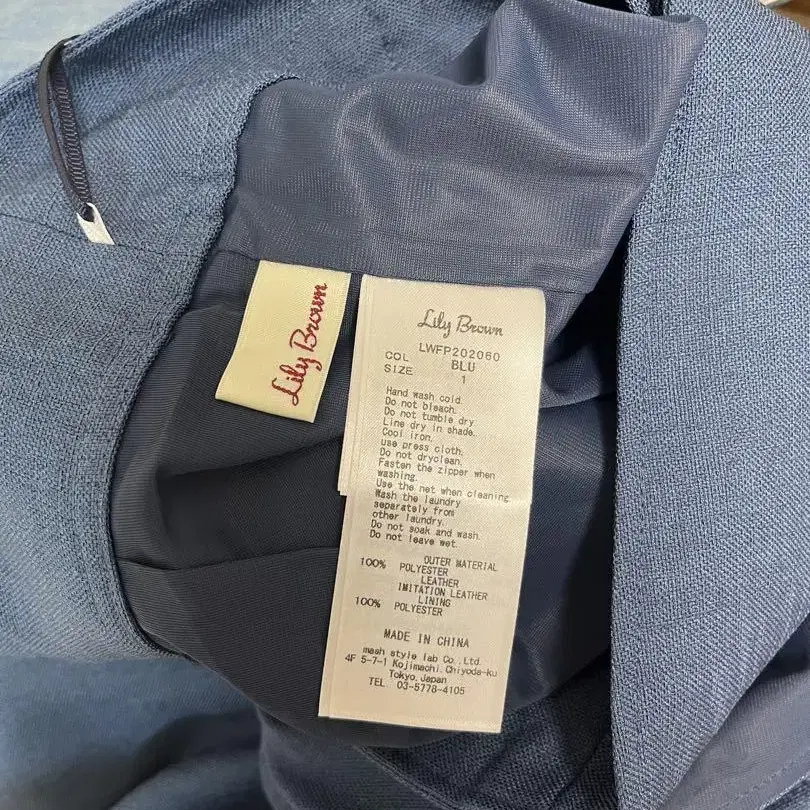 Lily Brown
Lily Brown
LWFP202060
COL BLU
SIZE 1
Hand wash cold.
Do not bleach.
Do not tumble dry
Line dry in shade.
Cool iron.
use press cloth.
Do not dryclean.
Fasten the zipper when
washing.
Use the net when cleaning
Wash the laundry
separately from
other laundry.
Do not soak and wash.
Do not leave wet.
OUTER MATERIAL
100% POLYESTER
LEATHER
IMITATION LEATHER
LINING
100% POLYESTER
MADE IN CHINA
mash style lab Co.,Ltd.
4F 5-7-1 Kojimachi,Chiyoda-ku
Tokyo,Japan
TEL 03-5778-4105